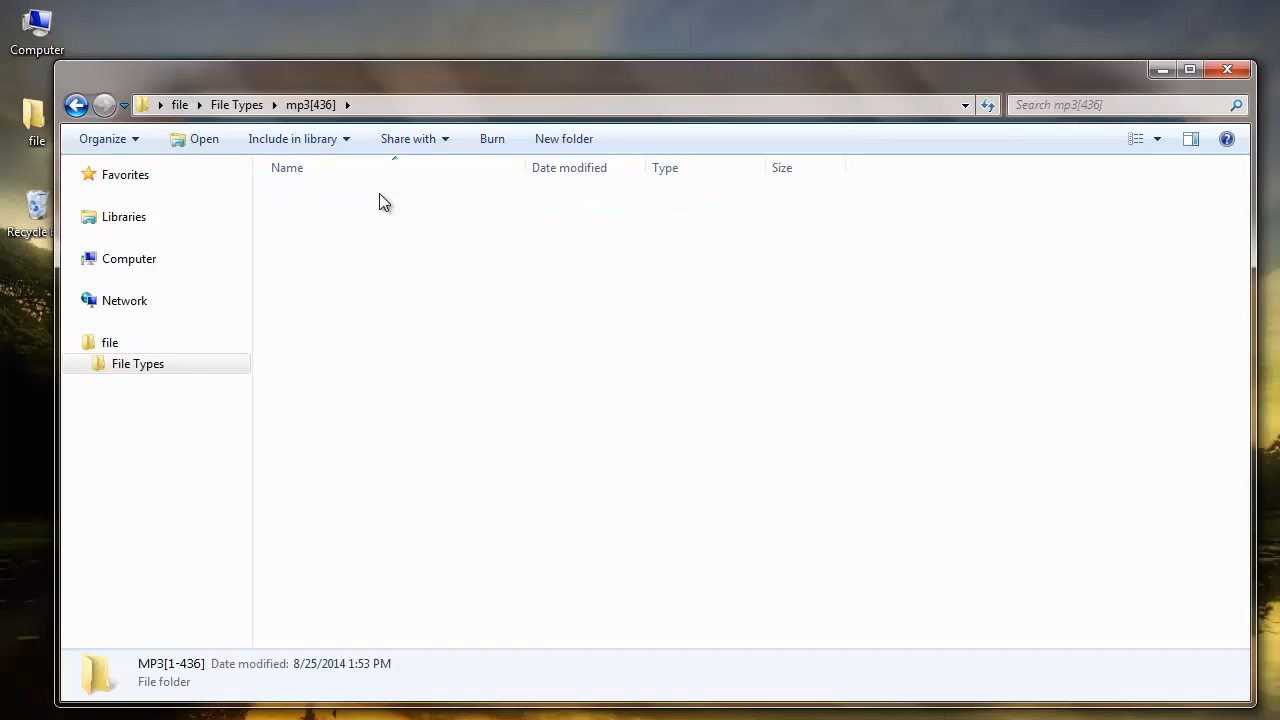 Computer
file
Recycle
file File Types mp3[436]
Search mp3[436]
Organize Open Include in library Share with Burn New folder
Name Date modified Type Size
Favorites
Libraries
Computer
Network
file
File Types
MP3[1-436] Date modified: 8/25/2014 1:53 PM
File folder